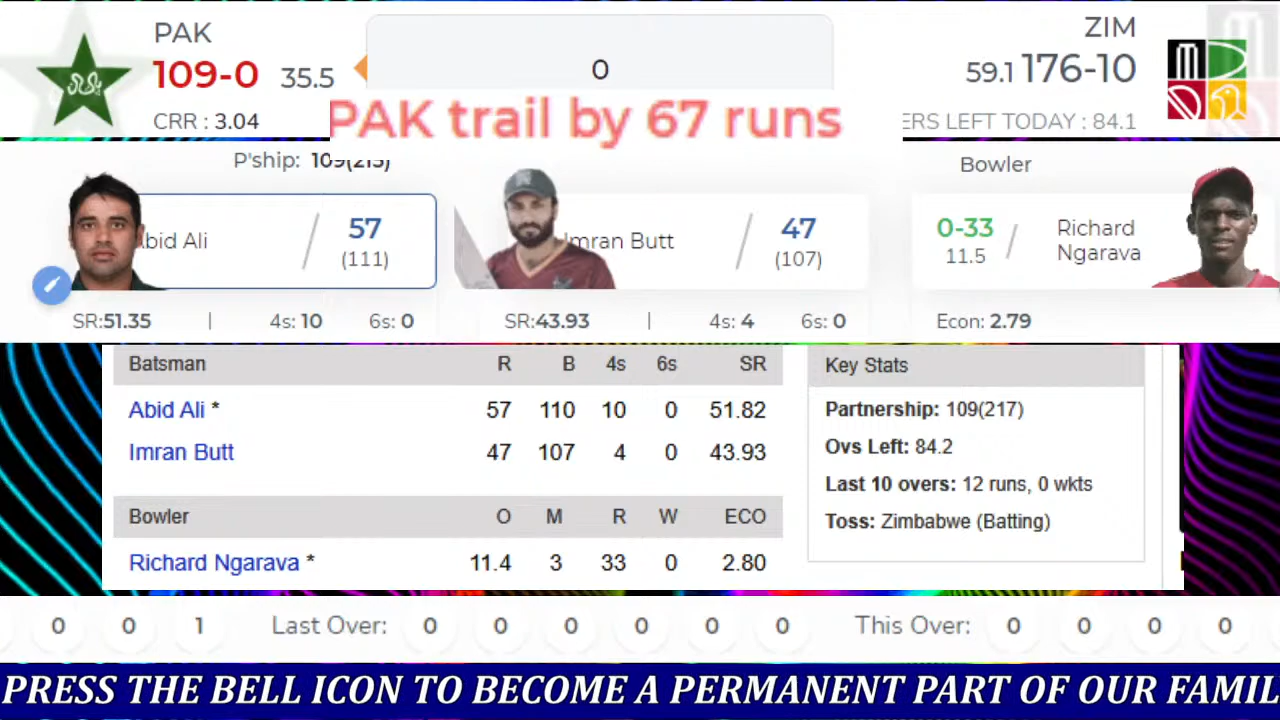 PAK
109-0 35.5
CRR : 3.04
0
PAK trail by 67 runs
ZIM
59.1 176-10
ERS LEFT TODAY : 84.1
P'ship:
Bowler
Abid Ali
57
(111)
Imran Butt
47
(107)
0-33
11.5
Richard
Ngarava
SR:51.35 | 4s: 10 6s: 0
SR:43.93 | 4s: 4 6s: 0
Econ: 2.79
Batsman R B 4s 6s SR
Abid Ali * 57 110 10 0 51.82
Imran Butt 47 107 4 0 43.93
Bowler O M R W ECO
Richard Ngarava * 11.4 3 33 0 2.80
Key Stats
Partnership: 109(217)
Ovs Left: 84.2
Last 10 overs: 12 runs, 0 wkts
Toss: Zimbabwe (Batting)
0 0 1 Last Over: 0 0 0 0 0 0 This Over: 0 0 0 0
PRESS THE BELL ICON TO BECOME A PERMANENT PART OF OUR FAMIL